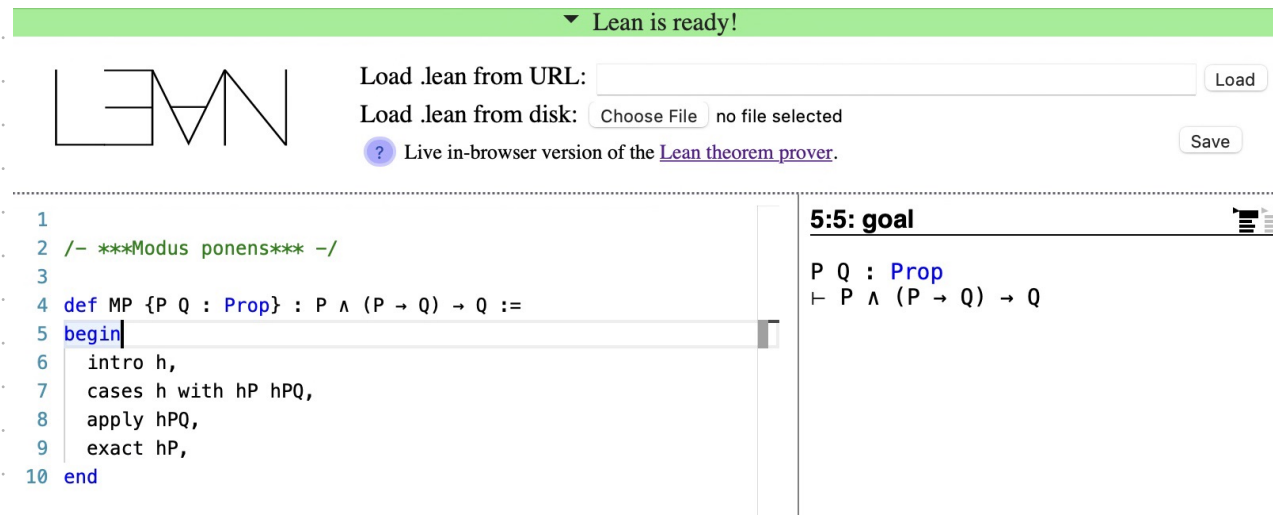 ▼ Lean is ready!
LEAN
Load .lean from URL:
Load
Load .lean from disk: Choose File no file selected
? Live in-browser version of the Lean theorem prover.
Save
1
2 /- ***Modus ponens*** -/
3
4 def MP {P Q : Prop} : P ∧ (P → Q) → Q :=
5 begin
6 intro h,
7 cases h with hP hPQ,
8 apply hPQ,
9 exact hP,
10 end
5:5: goal
P Q : Prop
⊢ P ∧ (P → Q) → Q